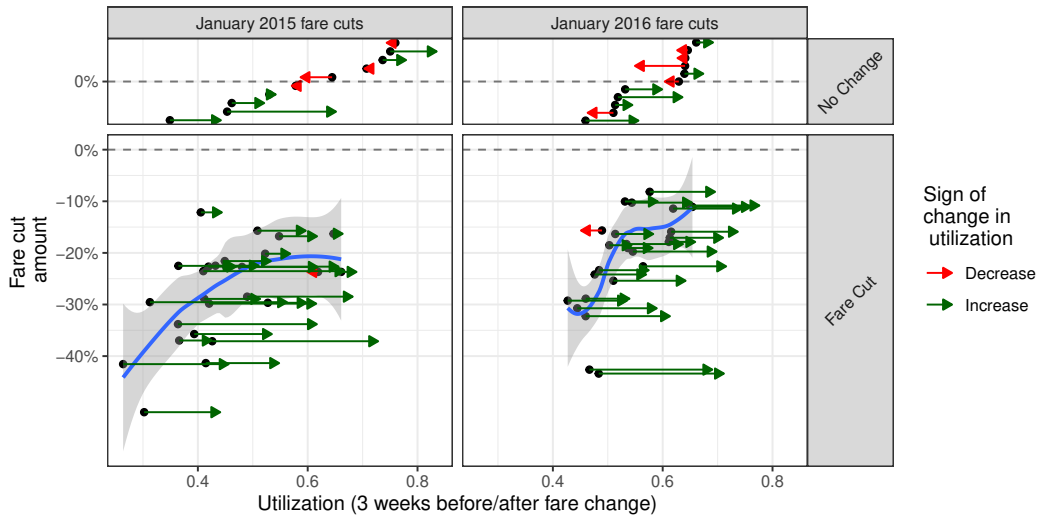 January 2015 fare cuts
January 2016 fare cuts
0%
No Change
0%
−10%
−20%
−30%
−40%
Fare Cut
Fare cut
amount
0.4
0.6
0.8
0.4
0.6
0.8
Utilization (3 weeks before/after fare change)
Sign of
change in
utilization
Decrease
Increase